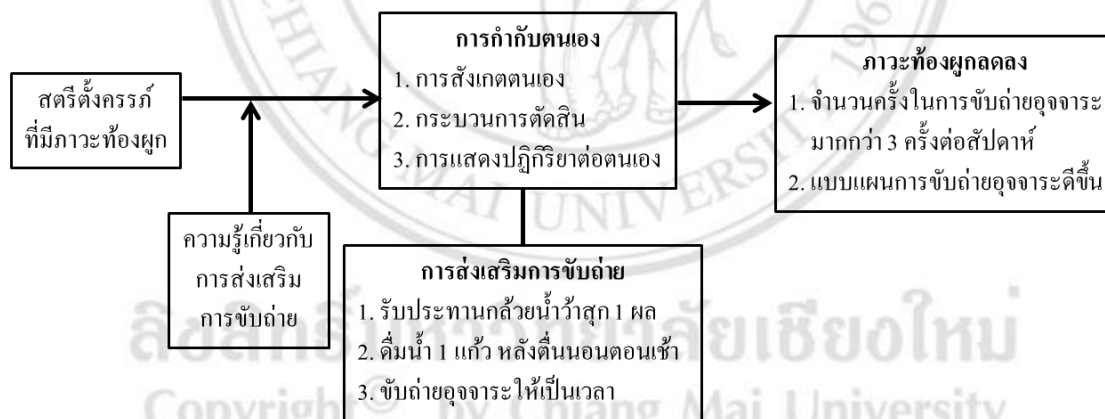 สตรีตั้งครรภ์
ที่มีภาวะท้องผูก
ความรู้เกี่ยวกับ
การส่งเสริม
การขับถ่าย
การกำกับตนเอง
1. การสังเกตตนเอง
2. กระบวนการตัดสิน
3. การแสดงปฏิกิริยาต่อตนเอง
การส่งเสริมการขับถ่าย
1. รับประทานกล้วยน้ำว้าสุก 1 ผล
2. ดื่มน้ำ 1 แก้ว หลังตื่นนอนตอนเช้า
3. ขับถ่ายอุจจาระให้เป็นเวลา
ภาวะท้องผูกลดลง
1. จำนวนครั้งในการขับถ่ายอุจจาระ
มากกว่า 3 ครั้งต่อสัปดาห์
2. แบบแผนการขับถ่ายอุจจาระดีขึ้น
CHIANG MAI UNIVERSITY 196
ลิขสิทธิ์มหาวิทยาลัยเชียงใหม่
Copyright© by Chiang Mai University